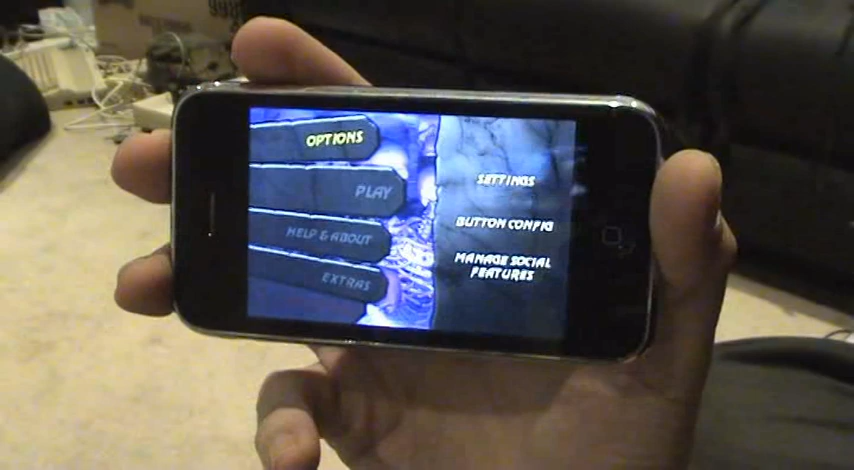 OPTIONS
PLAY
HELP & ABOUT
EXTRAS
SETTINGS
BUTTON CONFIG
MANAGE SOCIAL
FEATURES